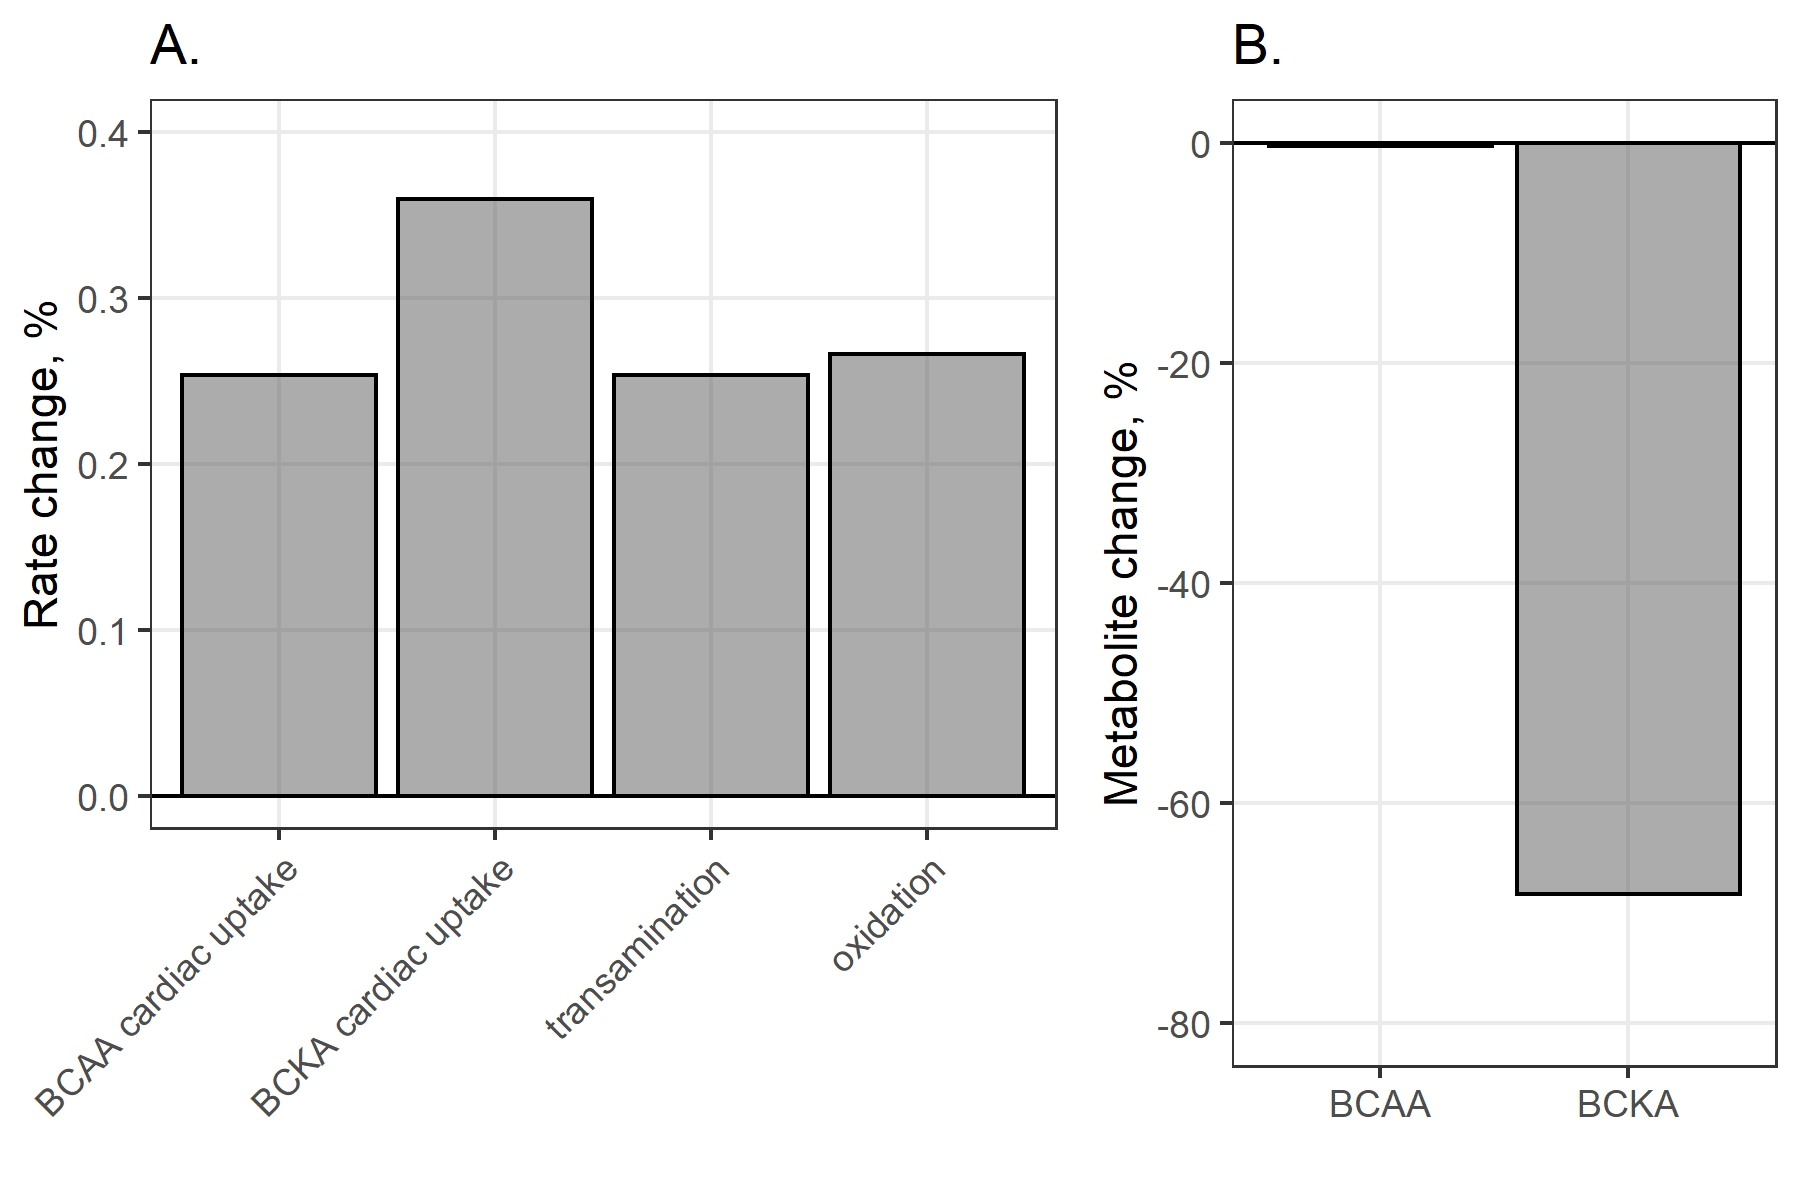 A.
Rate change, %
0.4
0.3
0.2
0.1
0.0
BCAA cardiac uptake
BCKA cardiac uptake
transamination
oxidation
B.
Metabolite change, %
0
-20
-40
-60
-80
BCAA
BCKA